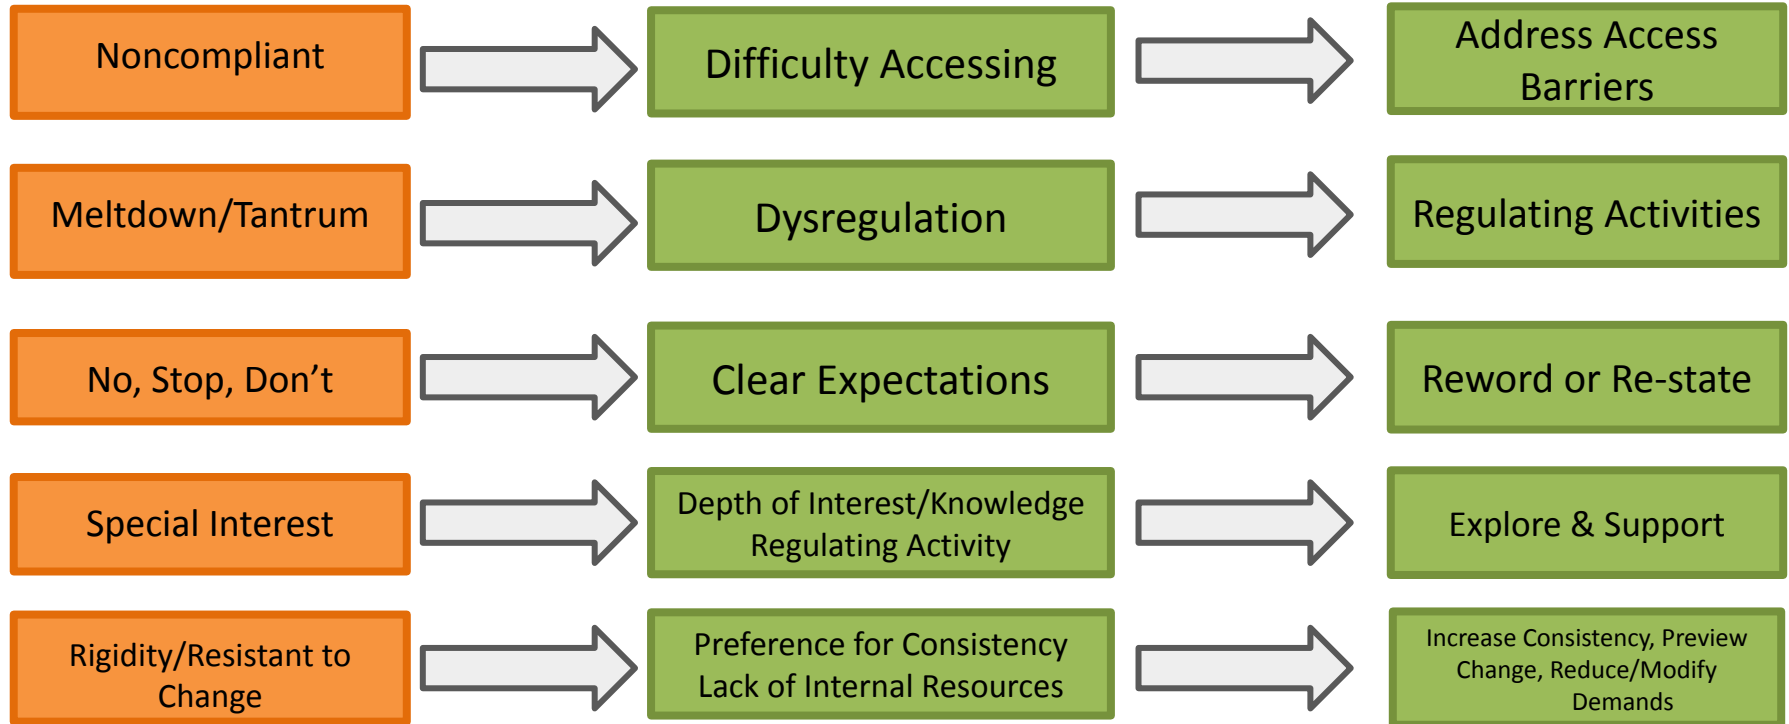 Noncompliant
Difficulty Accessing
Address Access
Barriers
Meltdown/Tantrum
Dysregulation
Regulating Activities
No, Stop, Don’t
Clear Expectations
Reword or Re-state
Special Interest
Depth of Interest/Knowledge
Regulating Activity
Explore & Support
Rigidity/Resistant to
Change
Preference for Consistency
Lack of Internal Resources
Increase Consistency, Preview
Change, Reduce/Modify
Demands